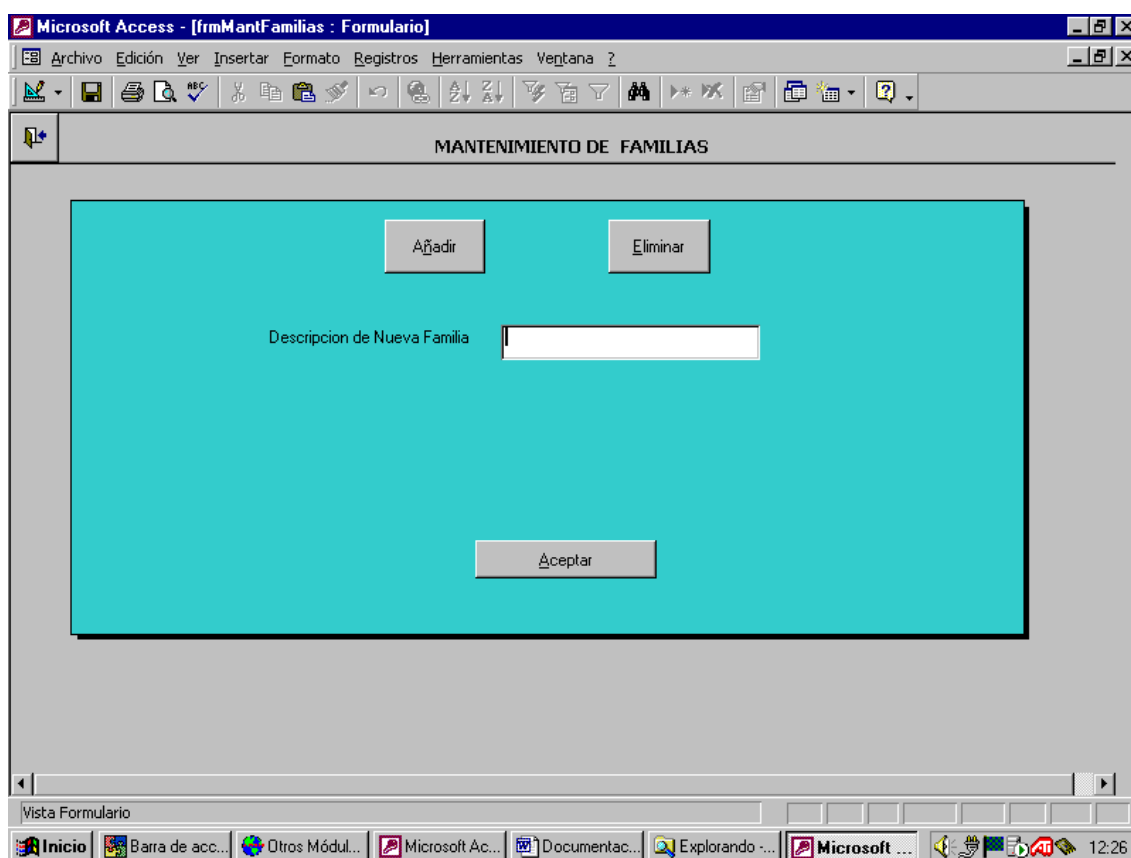 Microsoft Access - [frmMantFamilias : Formulario]
Archivo Edición Ver Insertar Formato Registros Herramientas Ventana ?
MANTENIMIENTO DE FAMILIAS
Añadir Eliminar
Descripcion de Nueva Familia
Aceptar
Vista Formulario
Inicio Barra de acc... Otros Módul... Microsoft Ac... Documentac... Explorando -... Microsoft ... 12:26